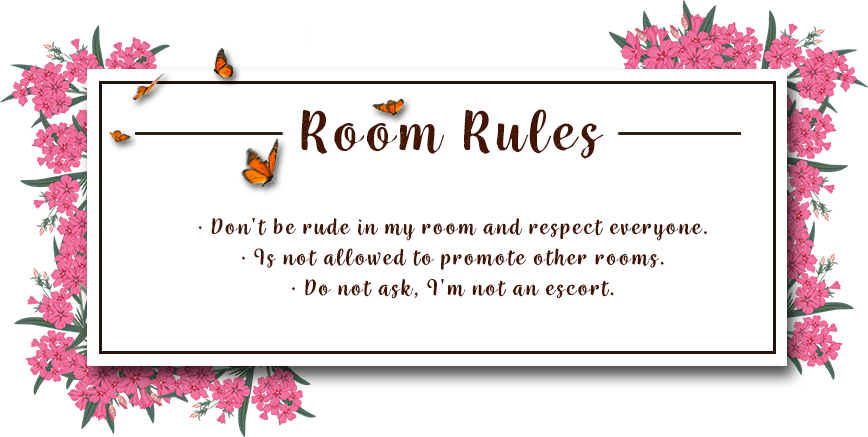 Room Rules
· Don't be rude in my room and respect everyone.
· Is not allowed to promote other rooms.
· Do not ask, I'm not an escort.